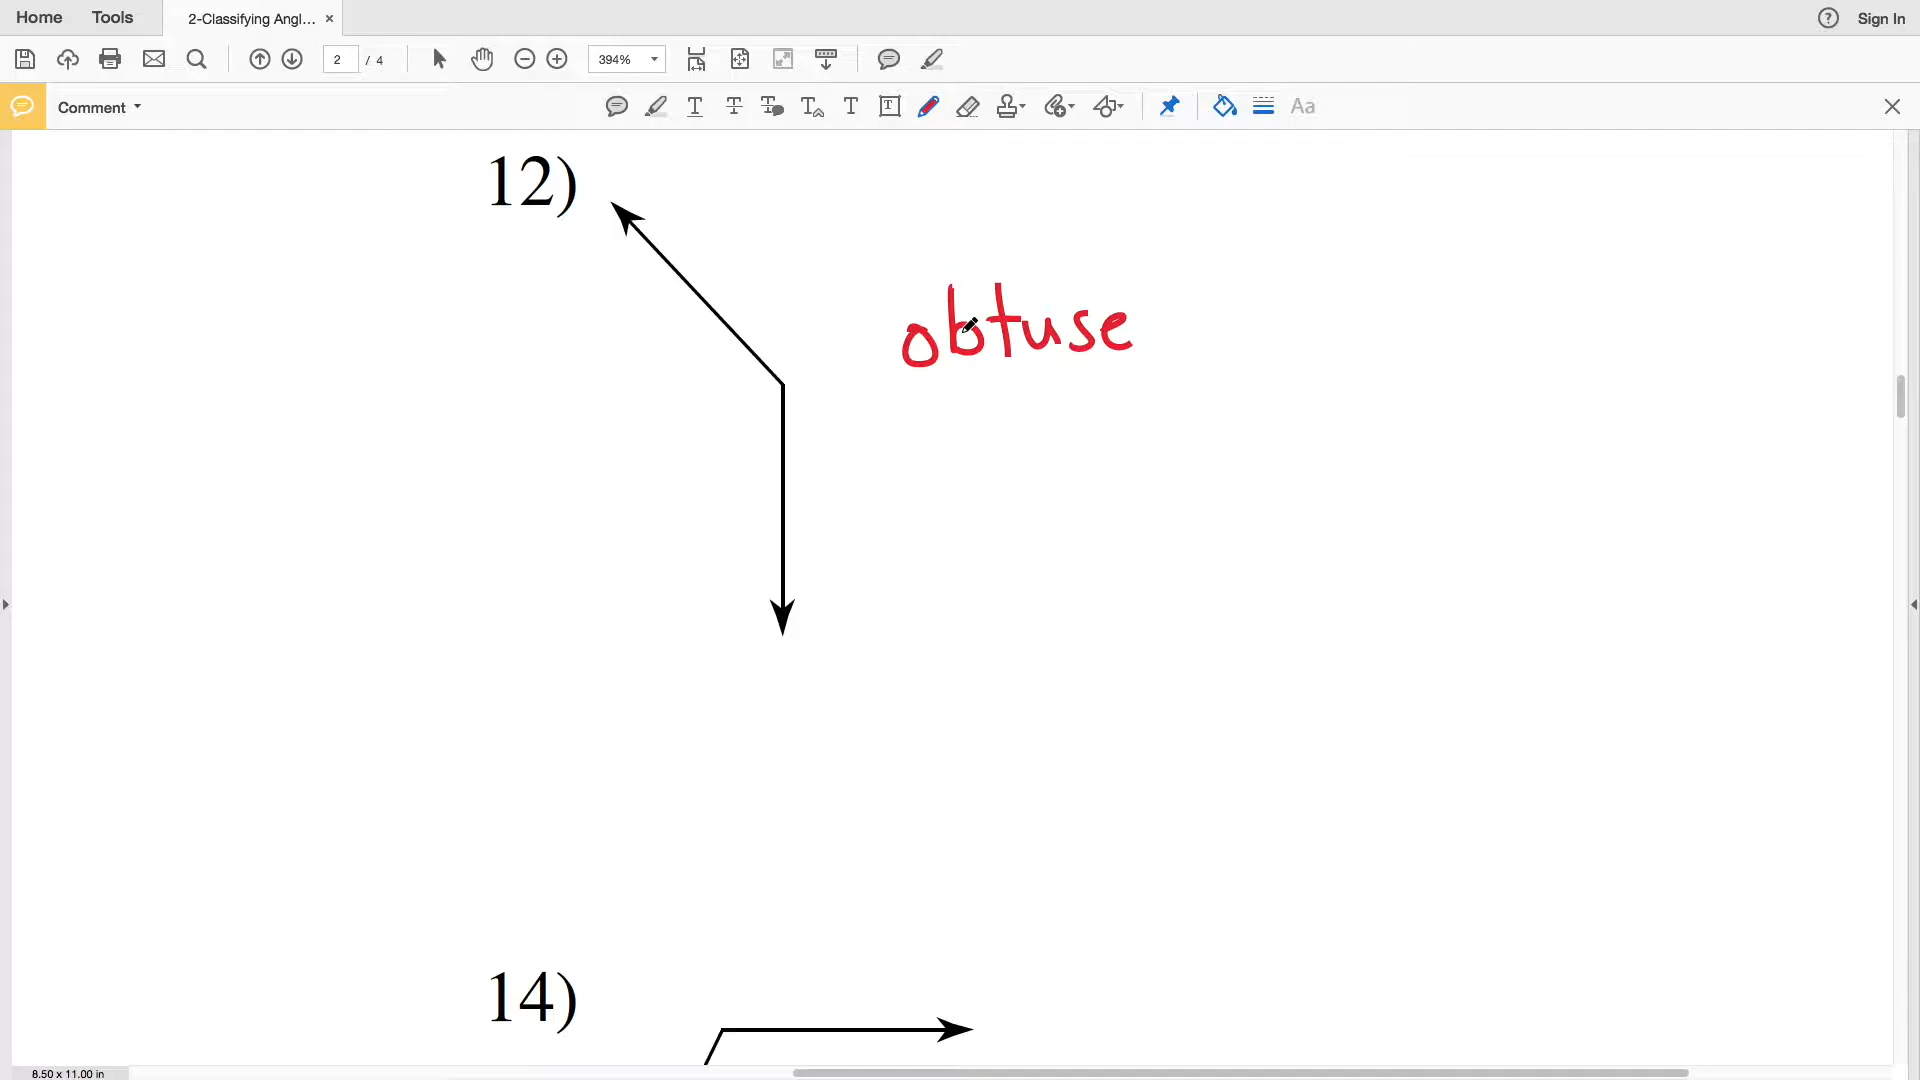 Home Tools 2-Classifying Angl... × ? Sign In
2 / 4 394%
Comment T T T T T T Aa
12)
obtuse
14)
8.50 x 11.00 in